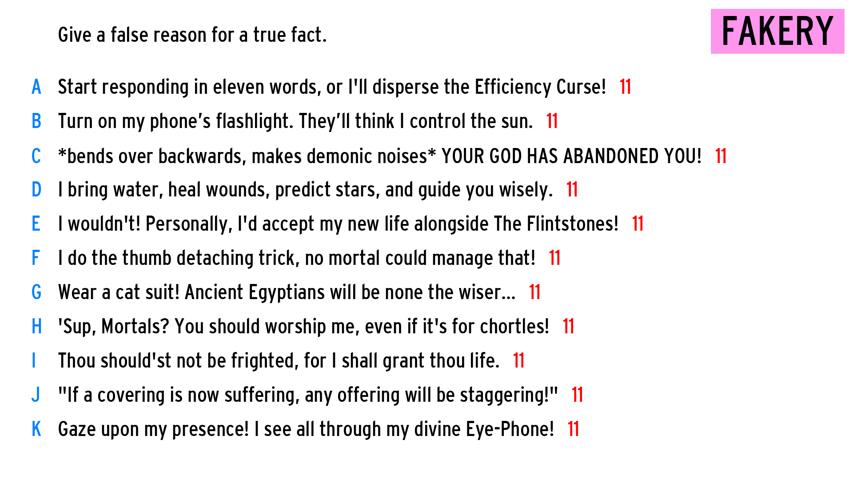 Give a false reason for a true fact.
FAKERY
A Start responding in eleven words, or I'll disperse the Efficiency Curse! 11
B Turn on my phone’s flashlight. They’ll think I control the sun. 11
C *bends over backwards, makes demonic noises* YOUR GOD HAS ABANDONED YOU! 11
D I bring water, heal wounds, predict stars, and guide you wisely. 11
E I wouldn't! Personally, I'd accept my new life alongside The Flintstones! 11
F I do the thumb detaching trick, no mortal could manage that! 11
G Wear a cat suit! Ancient Egyptians will be none the wiser... 11
H 'Sup, Mortals? You should worship me, even if it's for chortles! 11
I Thou should'st not be frighted, for I shall grant thou life. 11
J "If a covering is now suffering, any offering will be staggering!" 11
K Gaze upon my presence! I see all through my divine Eye-Phone! 11